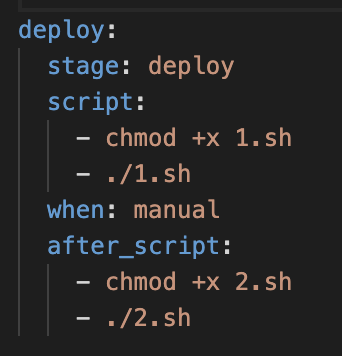 deploy:
  stage: deploy
  script:
    - chmod +x 1.sh
    - ./1.sh
  when: manual
  after_script:
    - chmod +x 2.sh
    - ./2.sh